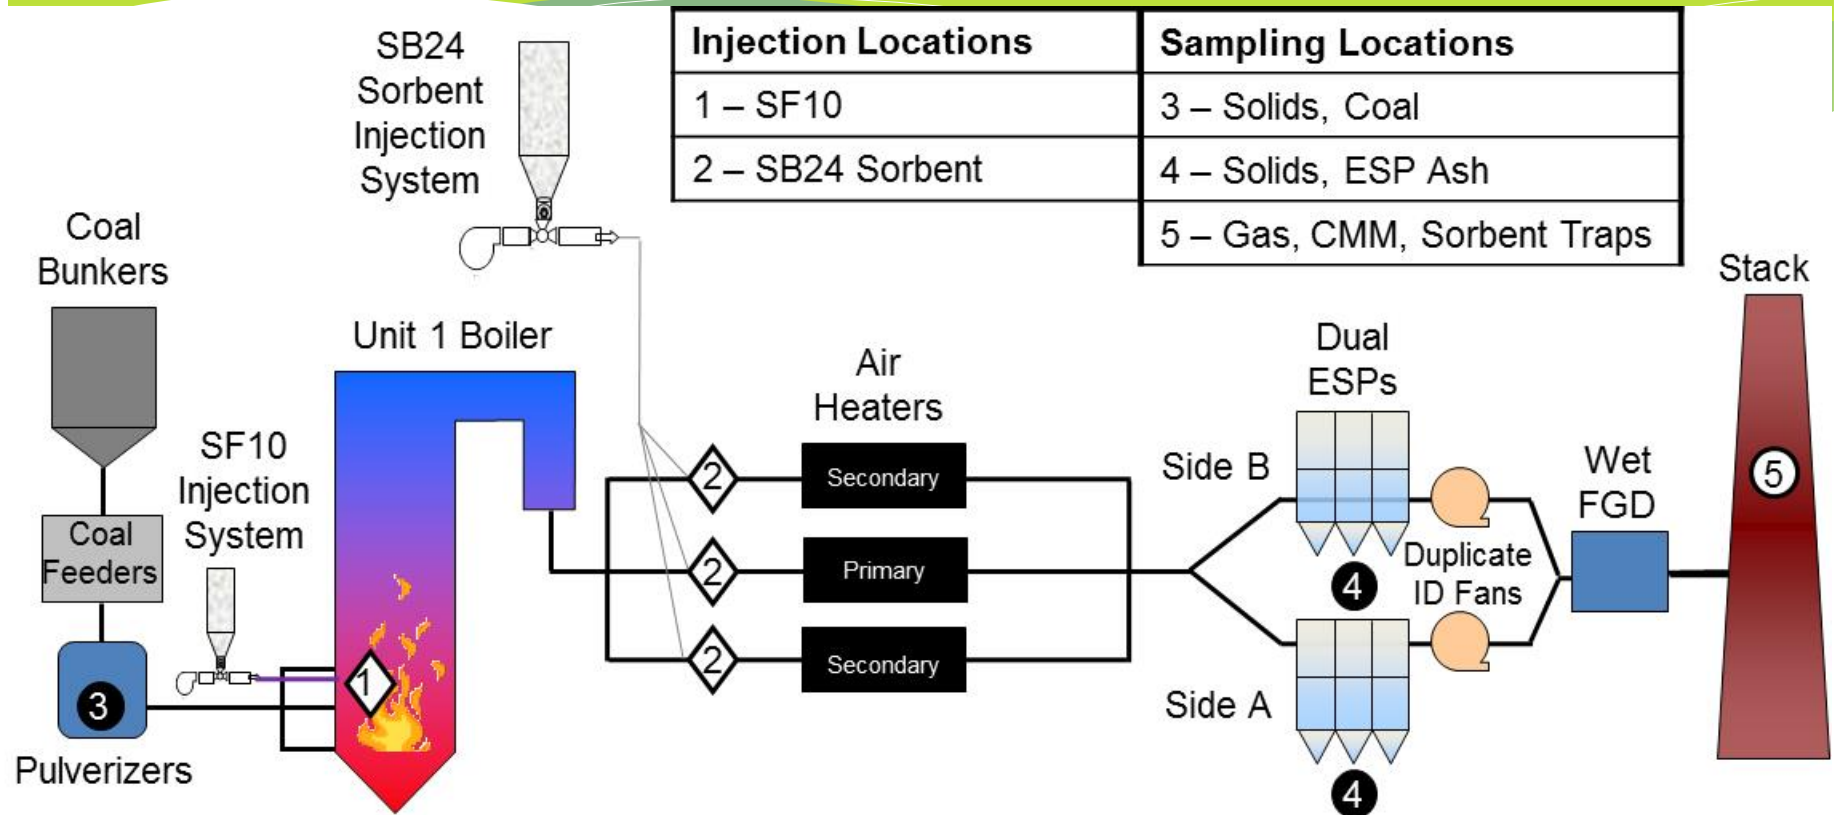 SB24
Sorbent
Injection
System
Injection Locations
Sampling Locations
1 – SF10
3 – Solids, Coal
2 – SB24 Sorbent
4 – Solids, ESP Ash
5 – Gas, CMM, Sorbent Traps
Coal
Bunkers
Stack
Unit 1 Boiler
Air
Heaters
Dual
ESPs
SF10
Injection
System
Coal
Feeders
2
Secondary
Side B
Wet
FGD
5
2
Primary
4
Duplicate
ID Fans
2
Secondary
3
1
Side A
Pulverizers
4